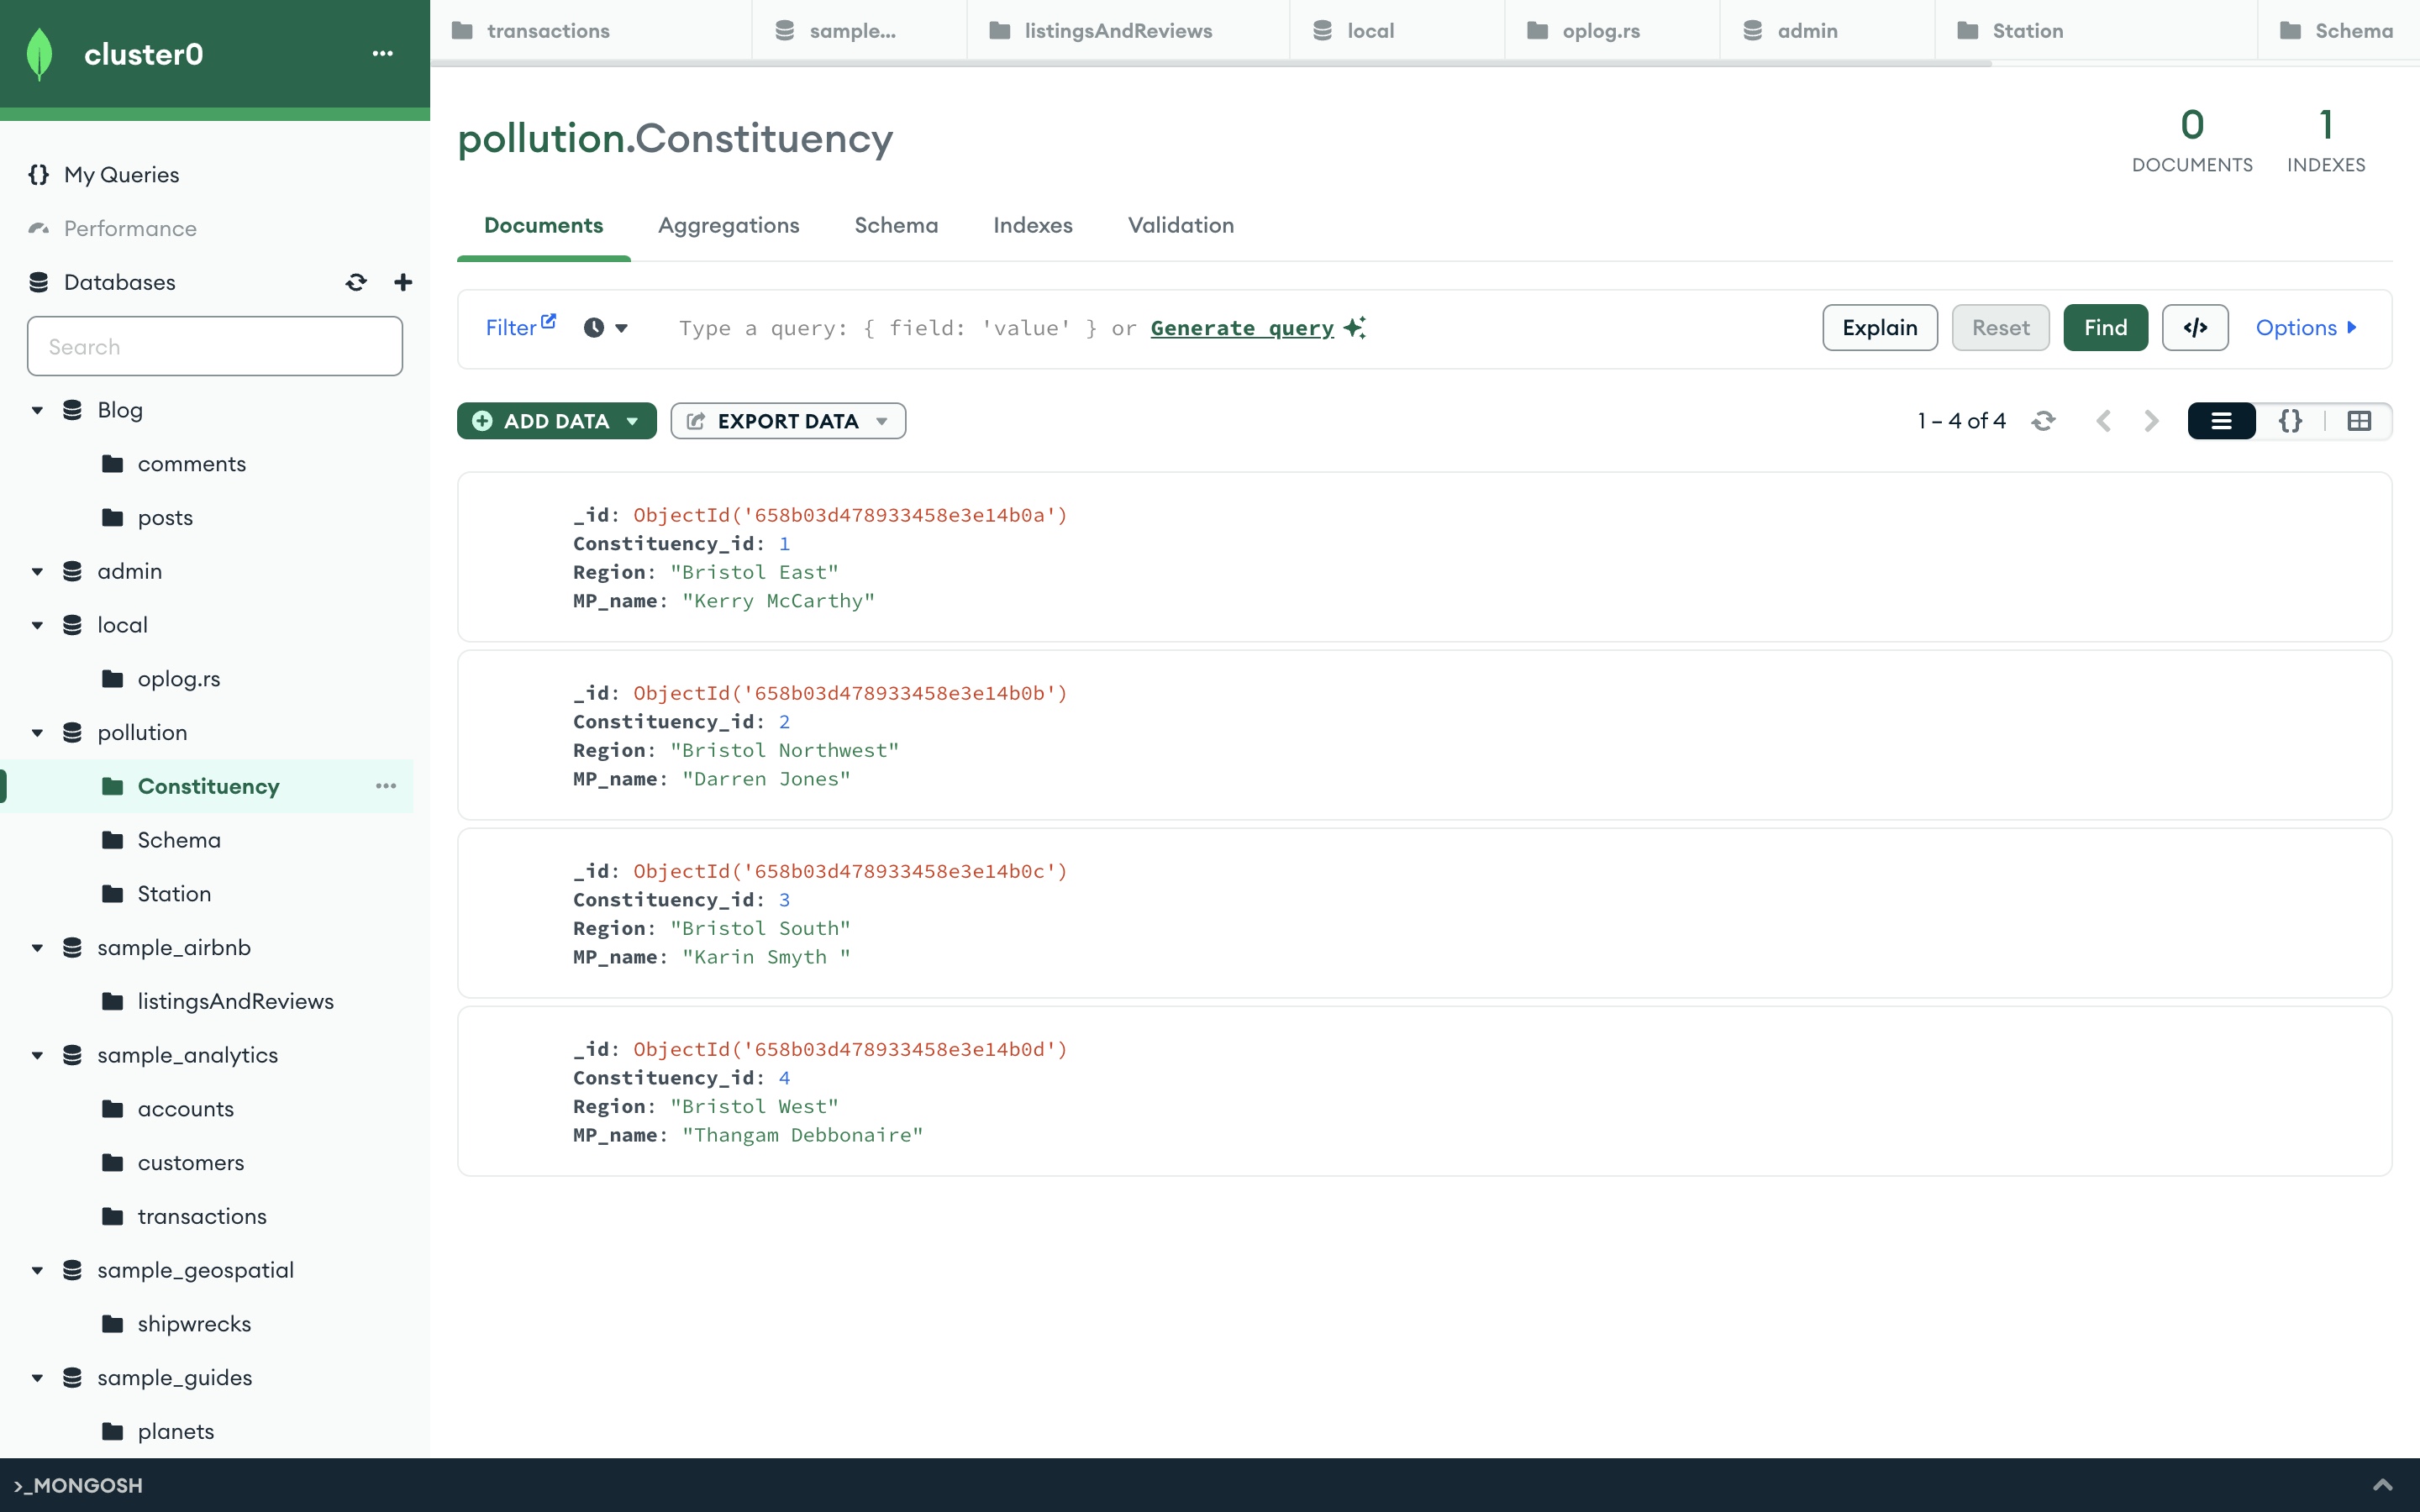 cluster0
My Queries
Performance
Databases
Search
Blog
comments
posts
admin
local
oplog.rs
pollution
Constituency
Schema
Station
sample_airbnb
listingsAndReviews
sample_analytics
accounts
customers
transactions
sample_geospatial
shipwrecks
sample_guides
planets
transactions
sample...
listingsAndReviews
local
oplog.rs
admin
Station
Schema
pollution.Constituency
0
DOCUMENTS
1
INDEXES
Documents Aggregations Schema Indexes Validation
Filter Type a query: { field: 'value' } or Generate query Explain Reset Find </> Options
ADD DATA EXPORT DATA 1 – 4 of 4 {}
_id: ObjectId('658b03d478933458e3e14b0a')
Constituency_id: 1
Region: "Bristol East"
MP_name: "Kerry McCarthy"
_id: ObjectId('658b03d478933458e3e14b0b')
Constituency_id: 2
Region: "Bristol Northwest"
MP_name: "Darren Jones"
_id: ObjectId('658b03d478933458e3e14b0c')
Constituency_id: 3
Region: "Bristol South"
MP_name: "Karin Smyth "
_id: ObjectId('658b03d478933458e3e14b0d')
Constituency_id: 4
Region: "Bristol West"
MP_name: "Thangam Debbonaire"
>_MONGOSH